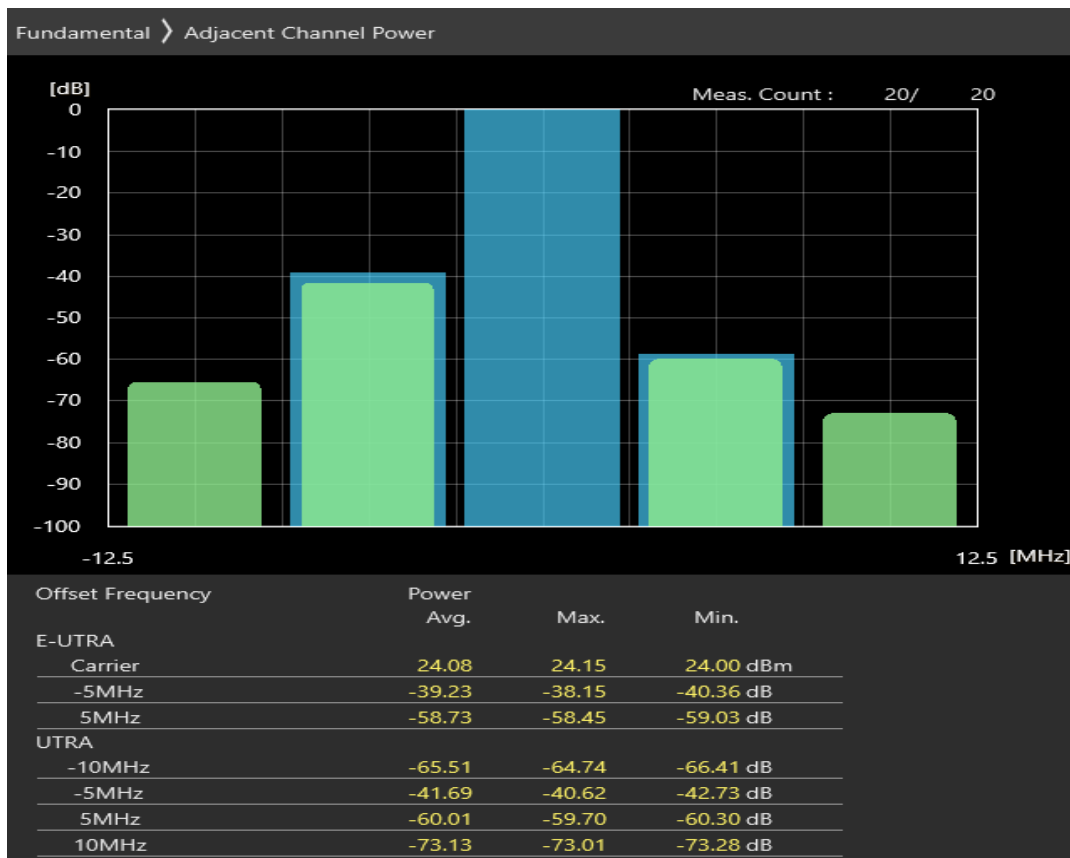 Fundamental 〉 Adjacent Channel Power
[dB]
Meas. Count : 20/ 20
0
-10
-20
-30
-40
-50
-60
-70
-80
-90
-100
-12.5 12.5 [MHz]
Offset Frequency Power
Avg. Max. Min.
E-UTRA
Carrier 24.08 24.15 24.00 dBm
-5MHz -39.23 -38.15 -40.36 dB
5MHz -58.73 -58.45 -59.03 dB
UTRA
-10MHz -65.51 -64.74 -66.41 dB
-5MHz -41.69 -40.62 -42.73 dB
5MHz -60.01 -59.70 -60.30 dB
10MHz -73.13 -73.01 -73.28 dB